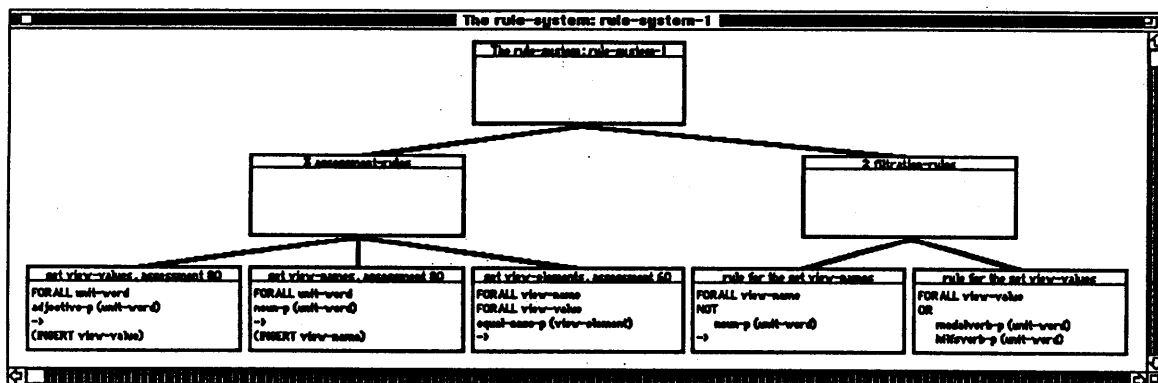 The rule-system: rule-system-1
The rule-system: rule-system-1
3 assessment-rules
2 filtration-rules
set view-values, assessment 80
FORALL unit-word
adjective-p (unit-word)
->
(INSERT view-value)
set view-names, assessment 80
FORALL unit-word
noun-p (unit-word)
->
(INSERT view-name)
set view-elements, assessment 60
FORALL view-name
FORALL view-value
equal-name-p (view-element)
->
rule for the set view-names
FORALL view-name
NOT
noun-p (unit-word)
->
rule for the set view-values
FORALL view-value
OR
modalverb-p (unit-word)
hilfsverb-p (unit-word)